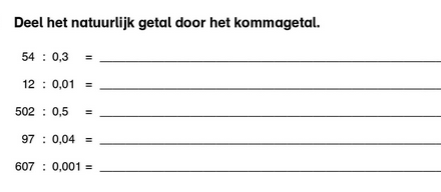 Deel het natuurlijk getal door het kommagetal.
54 : 0,3 =
12 : 0,01 =
502 : 0,5 =
97 : 0,04 =
607 : 0,001 =